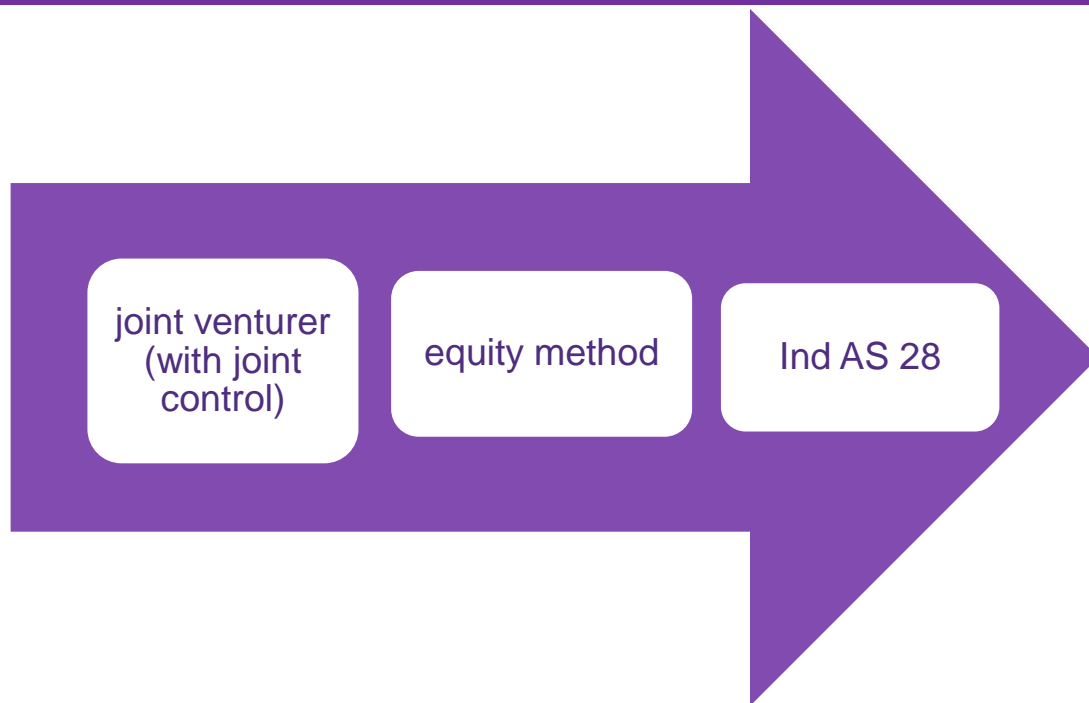 joint venturer
(with joint
control)
equity method
Ind AS 28